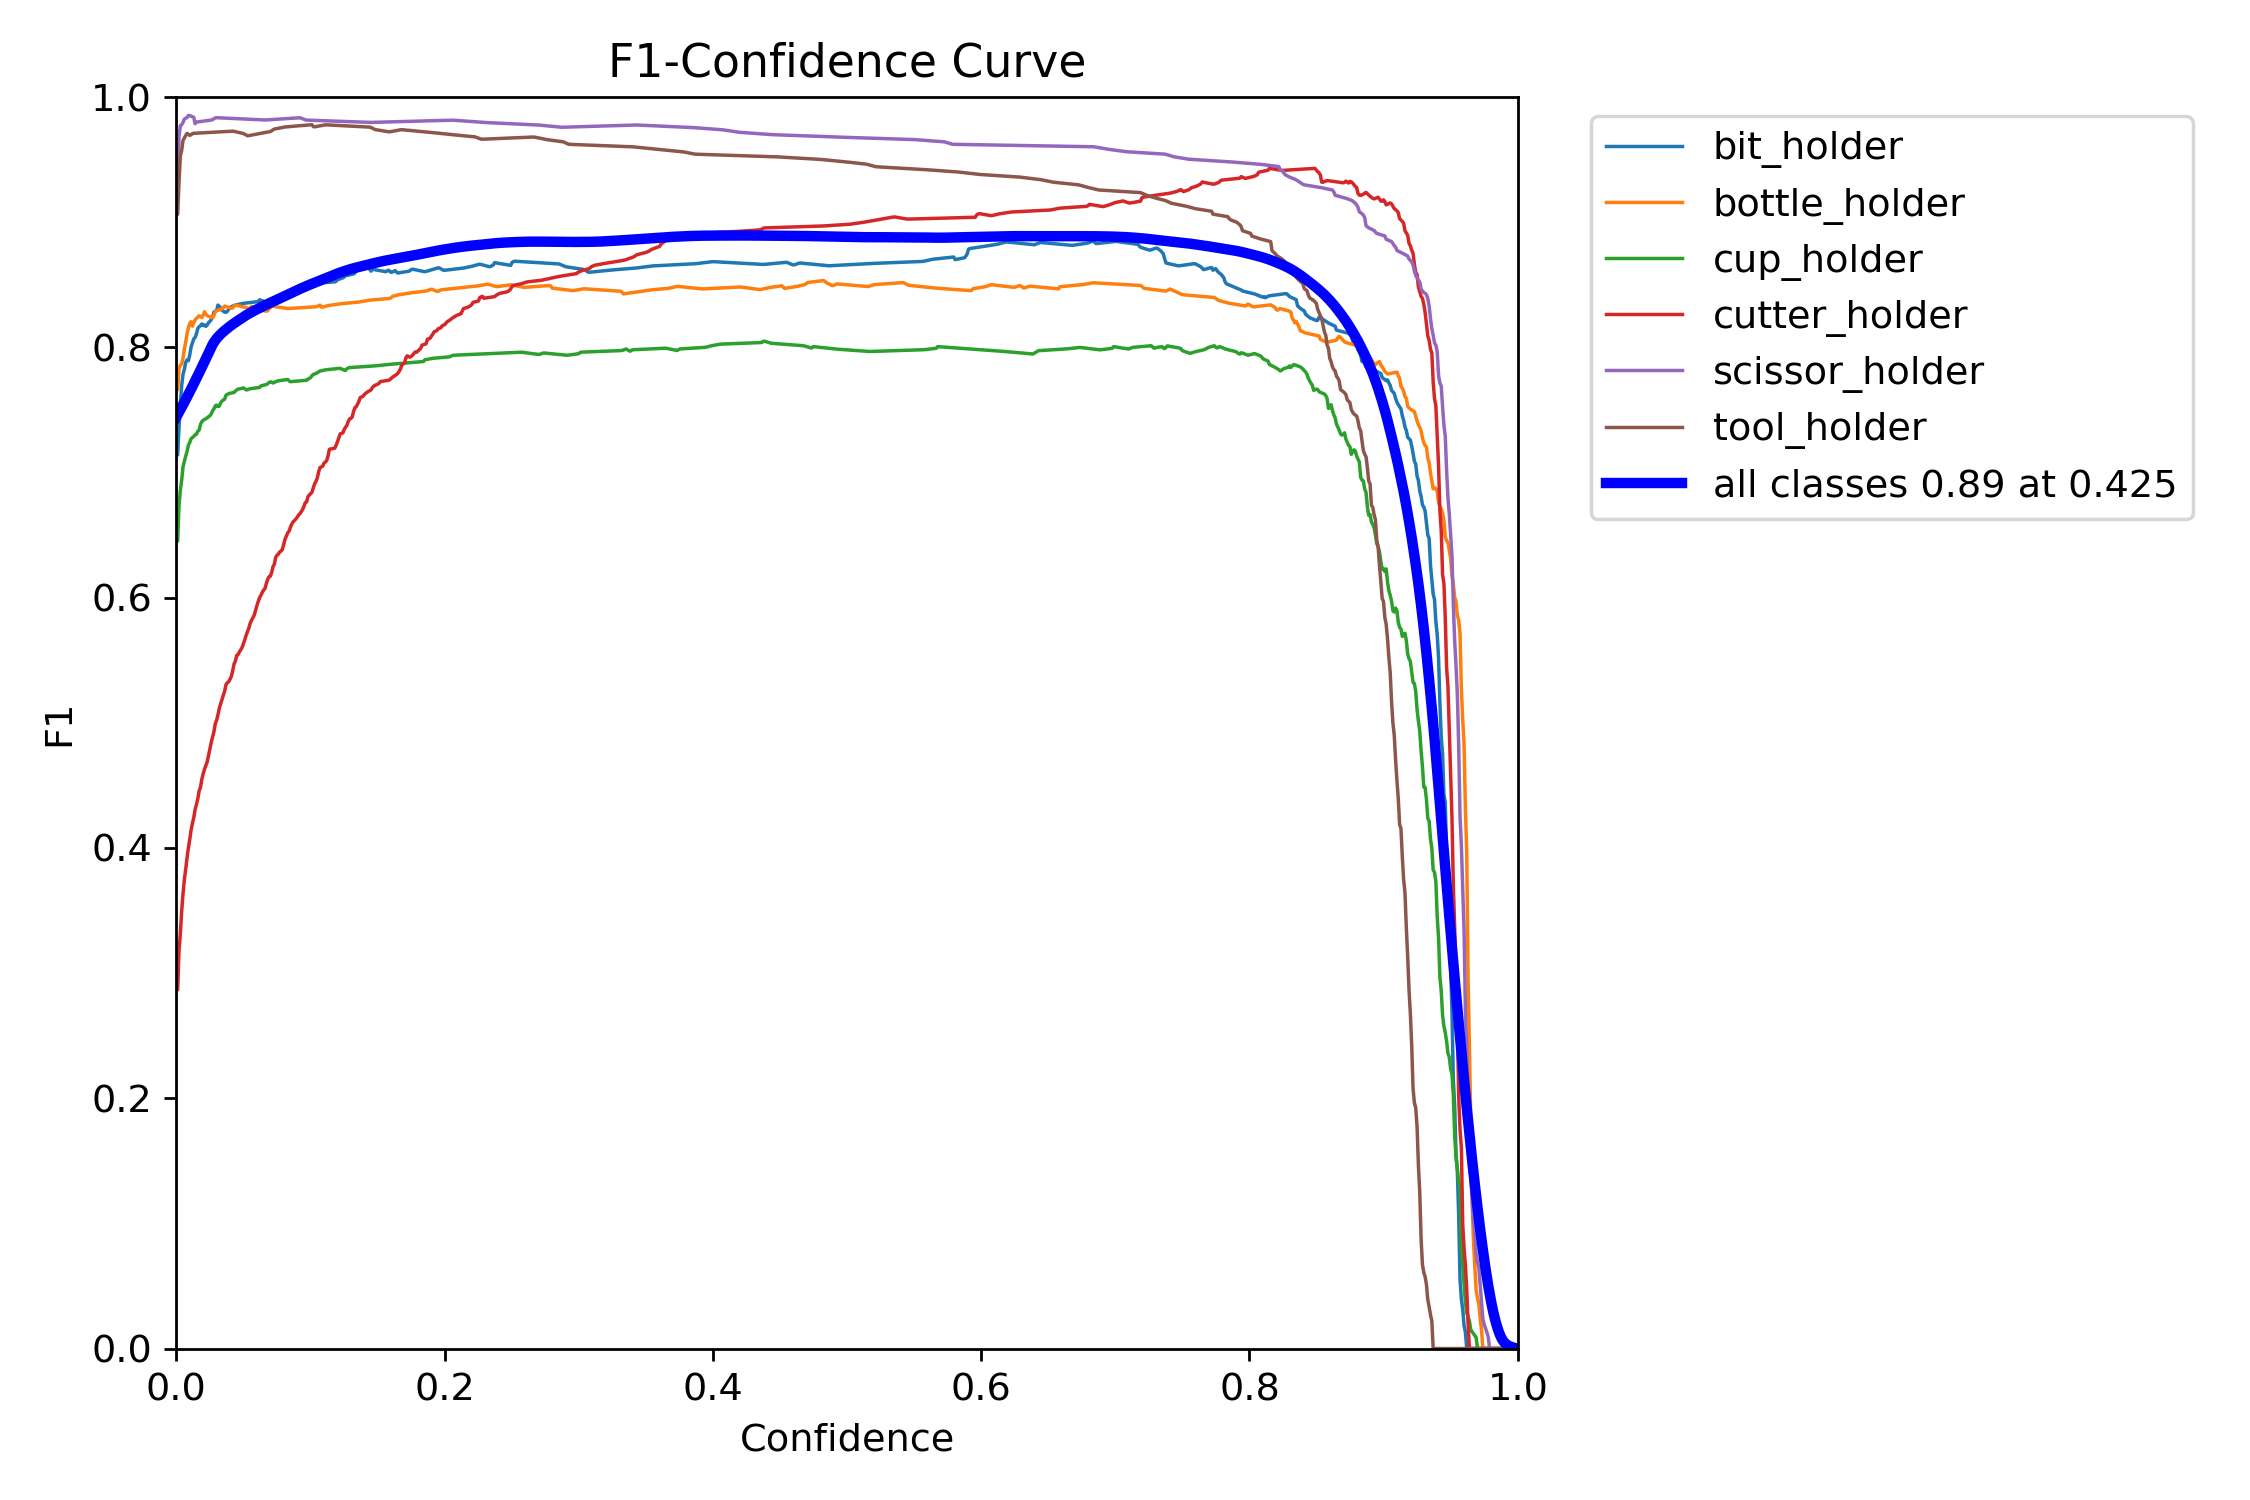 F1-Confidence Curve
1.0
0.8
0.6
0.4
0.2
0.0
F1
0.0 0.2 0.4 0.6 0.8 1.0
Confidence
bit_holder
bottle_holder
cup_holder
cutter_holder
scissor_holder
tool_holder
all classes 0.89 at 0.425